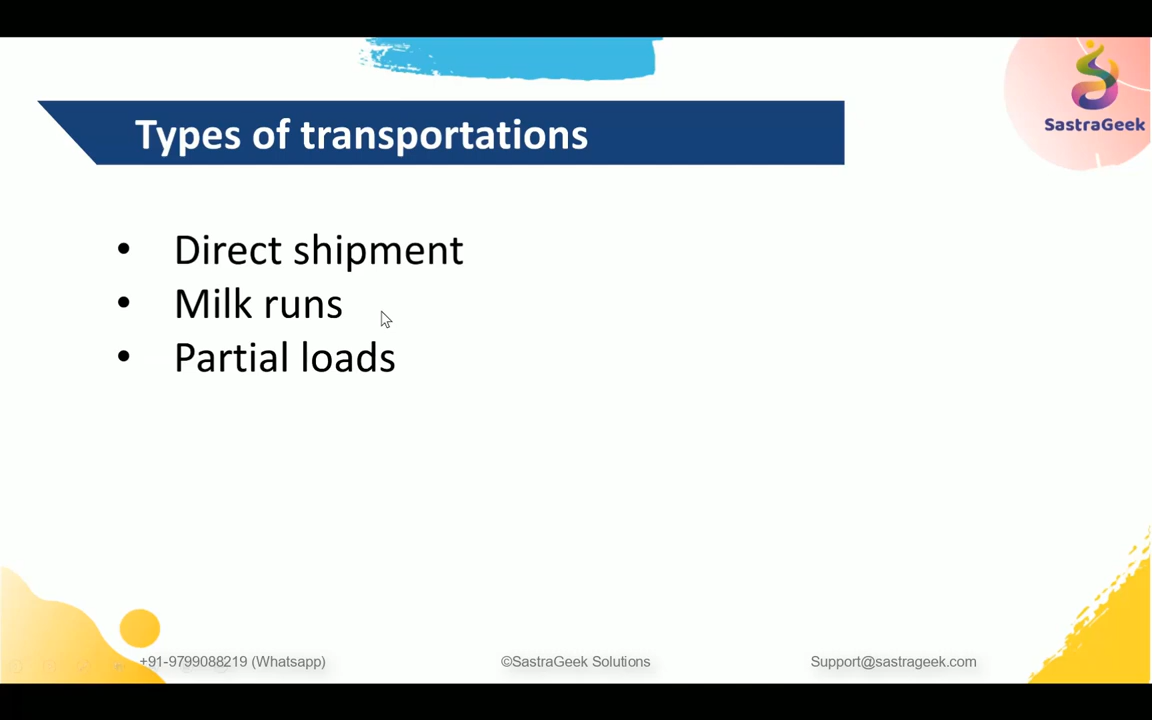 SastraGeek
Types of transportations
• Direct shipment
• Milk runs
• Partial loads
+91-9799088219 (Whatsapp) ©SastraGeek Solutions Support@sastrageek.com